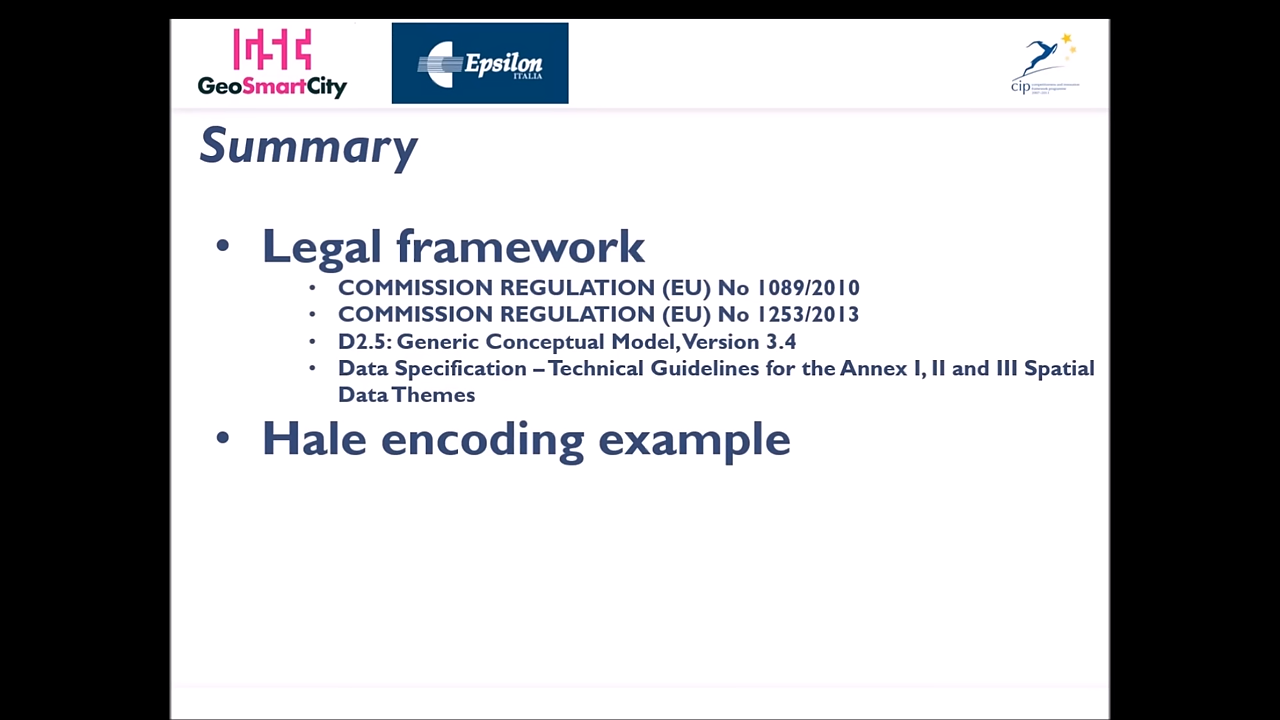 GeoSmartCity
Epsilon
ITALIA
cip
Summary
• Legal framework
• COMMISSION REGULATION (EU) No 1089/2010
• COMMISSION REGULATION (EU) No 1253/2013
• D2.5: Generic Conceptual Model, Version 3.4
• Data Specification – Technical Guidelines for the Annex I, II and III Spatial
Data Themes
• Hale encoding example